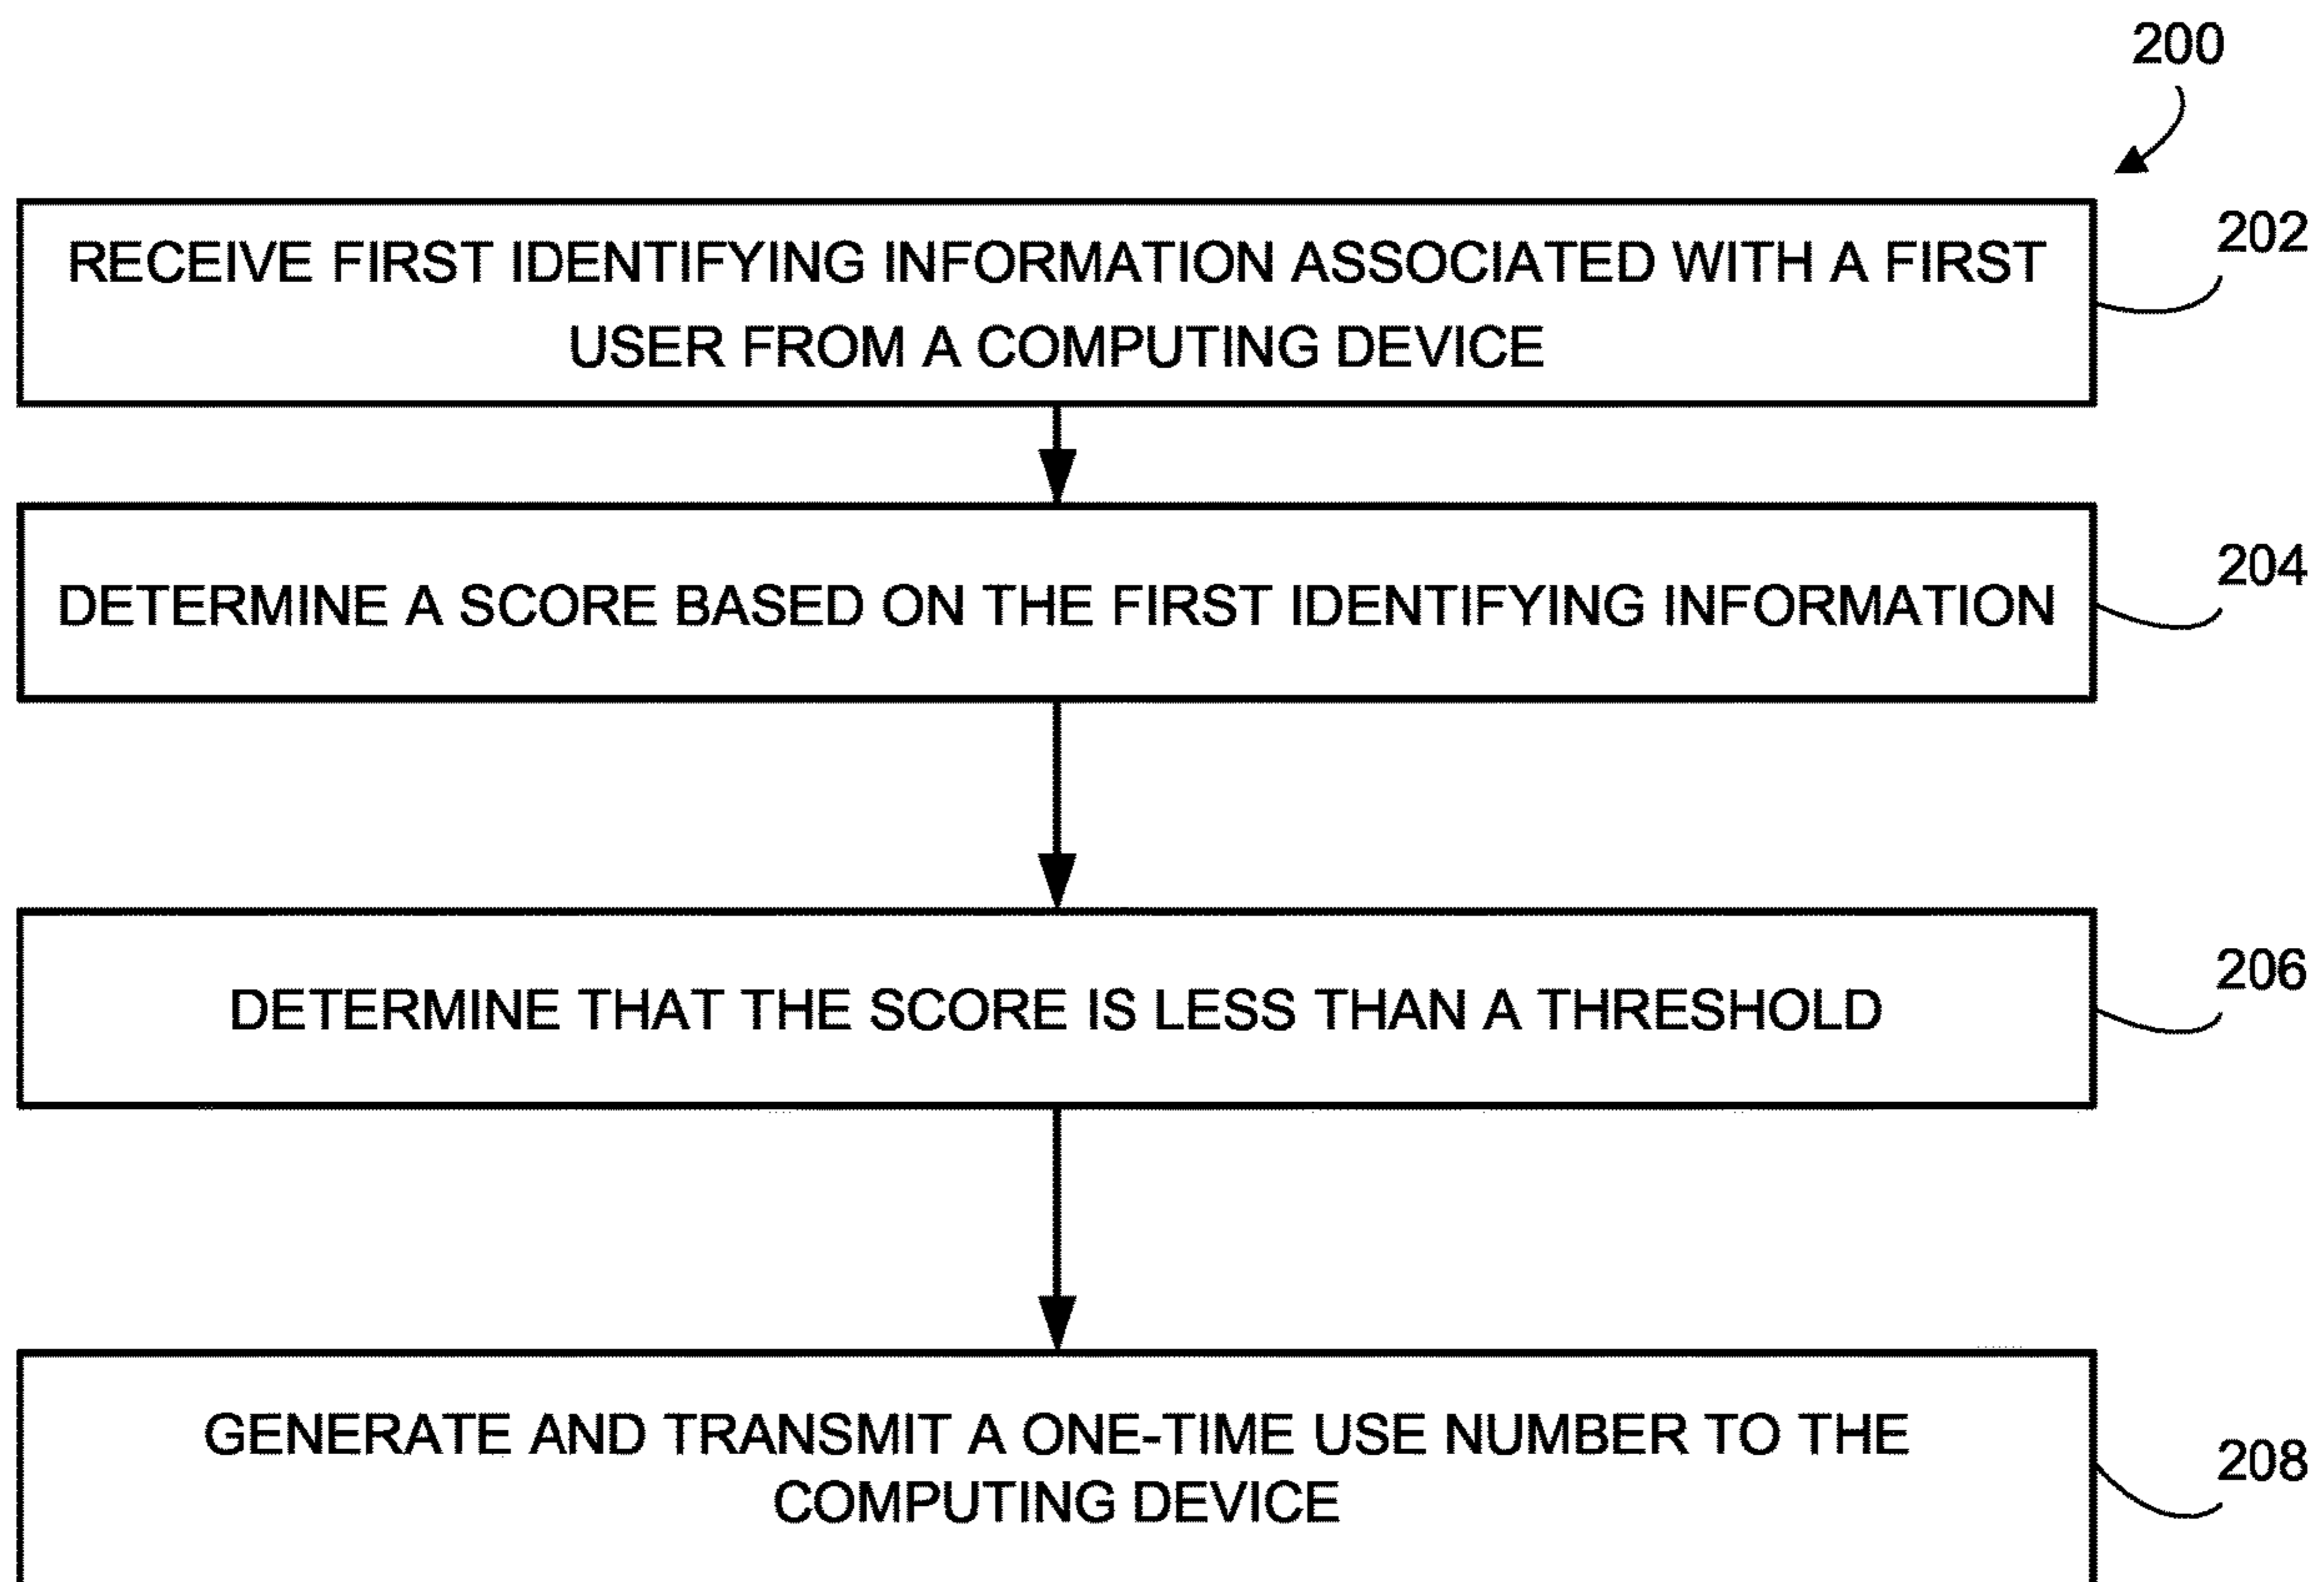 200
RECEIVE FIRST IDENTIFYING INFORMATION ASSOCIATED WITH A FIRST
USER FROM A COMPUTING DEVICE
202
DETERMINE A SCORE BASED ON THE FIRST IDENTIFYING INFORMATION
204
DETERMINE THAT THE SCORE IS LESS THAN A THRESHOLD
206
GENERATE AND TRANSMIT A ONE-TIME USE NUMBER TO THE
COMPUTING DEVICE
208